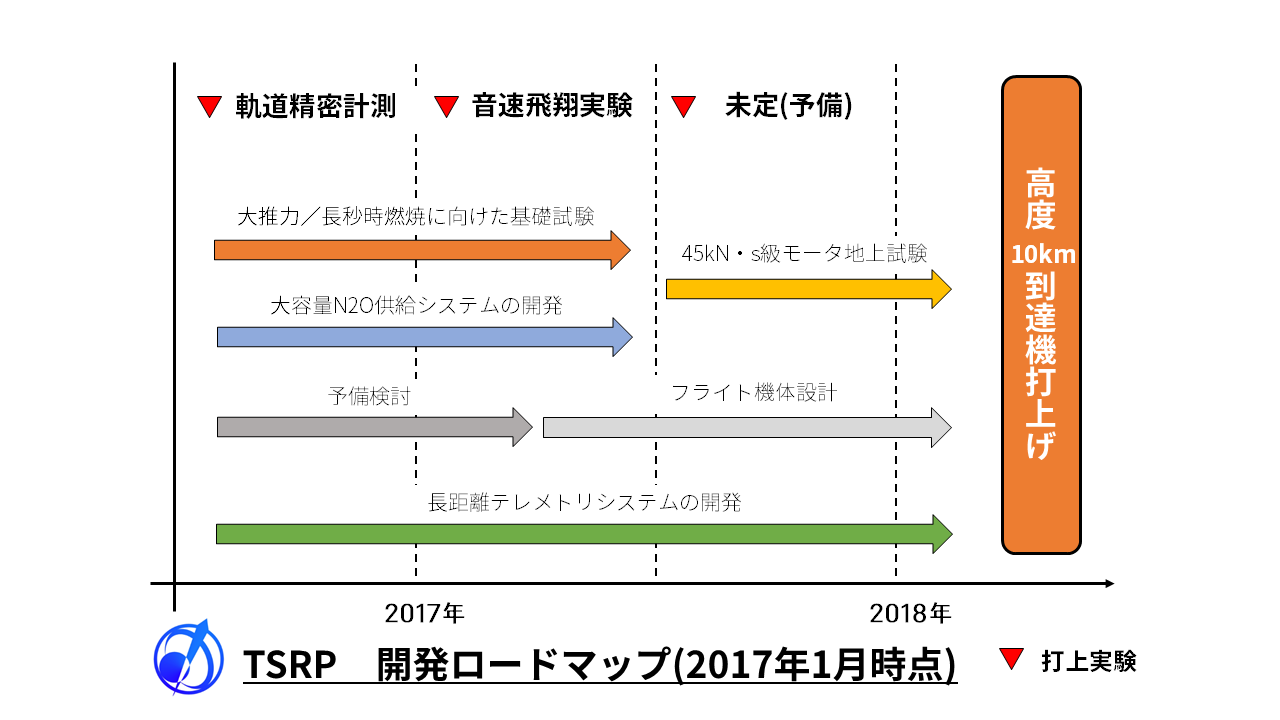 軌道精密計測
音速飛翔実験
未定(予備)
大推力／長秒時燃焼に向けた基礎試験
45kN・s級モータ地上試験
大容量N2O供給システムの開発
予備検討
フライト機体設計
長距離テレメトリシステムの開発
高度
10km
到達機打上げ
2017年
2018年
TSRP　開発ロードマップ(2017年1月時点)
打上実験